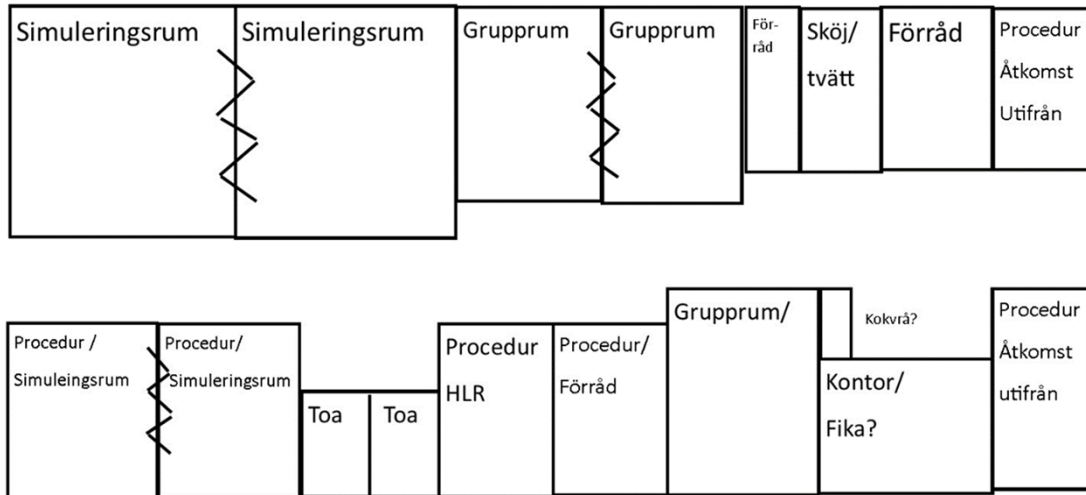 Simuleringsrum
Simuleringsrum
Grupprum
Grupprum
För-
råd
Sköj/
tvätt
Förråd
Procedur
Åtkomst
Utifrån
Procedur /
Simuleingsrum
Procedur/
Simuleringsrum
Toa
Toa
Procedur
HLR
Procedur/
Förråd
Grupprum/
Kokvrå?
Kontor/
Fika?
Procedur
Åtkomst
utifrån